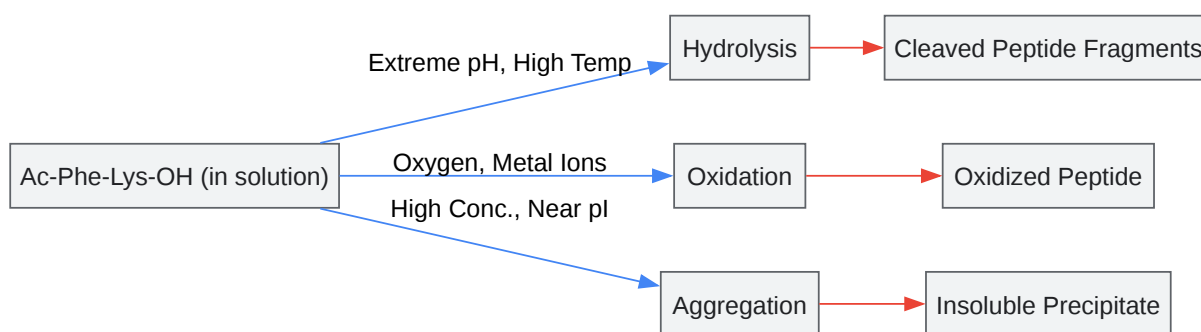 Hydrolysis
Cleaved Peptide Fragments
Extreme pH, High Temp
Ac-Phe-Lys-OH (in solution)
Oxygen, Metal Ions
Oxidation
Oxidized Peptide
High Conc., Near pI
Aggregation
Insoluble Precipitate